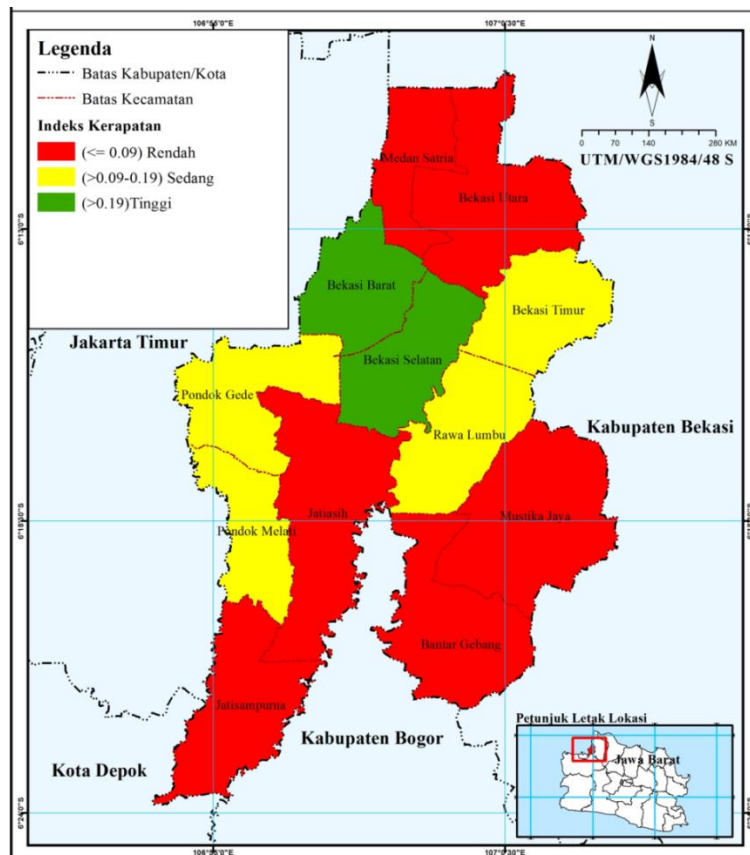 106°55'0"E
107°0'30"E
Legenda
Batas Kabupaten/Kota
Batas Kecamatan
Indeks Kerapatan
(<= 0.09) Rendah
(>0.09-0.19) Sedang
(>0.19)Tinggi
N
S
0 70 140 280 KM
UTM/WGS1984/48 S
Medan Satria
Bekasi Utara
Bekasi Barat
Bekasi Timur
Jakarta Timur
Bekasi Selatan
Pondok Gede
Kabupaten Bekasi
Rawa Lumbu
Jatiasih
Mustika Jaya
Pondok Melati
Bantar Gebang
Jatisampurna
Kabupaten Bogor
Kota Depok
Petunjuk Letak Lokasi
Jawa Barat
6°24'0"S
106°55'0"E
107°0'30"E